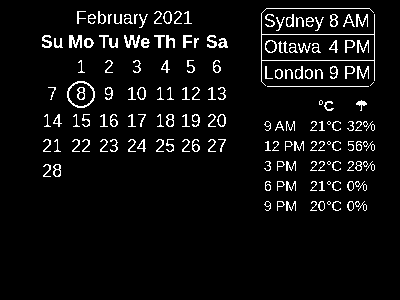 February 2021
Su Mo Tu We Th Fr Sa
1 2 3 4 5 6
7 8 9 10 11 12 13
14 15 16 17 18 19 20
21 22 23 24 25 26 27
28
Sydney 8 AM
Ottawa 4 PM
London 9 PM
°C
9 AM 21°C 32%
12 PM 22°C 56%
3 PM 22°C 28%
6 PM 21°C 0%
9 PM 20°C 0%